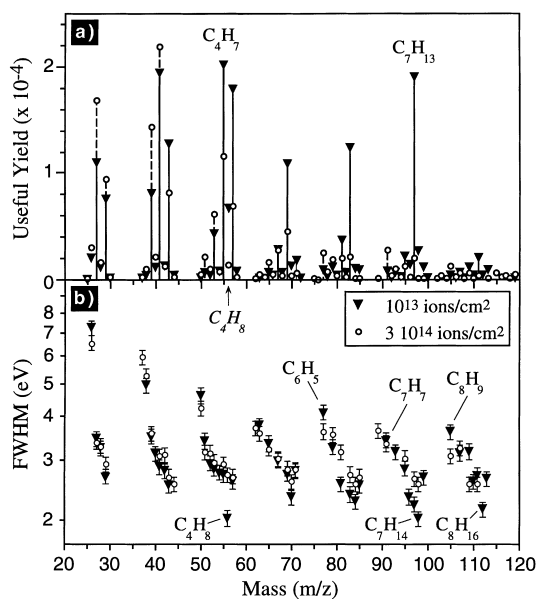 a)
C4H7
C7H13
Useful Yield (x 10-4)
2
1
0
0
C4H8
b)
1013 ions/cm2
3 1014 ions/cm2
FWHM (eV)
8
7
6
5
4
3
2
C6H5
C7H7
C8H9
C4H8
C7H14
C8H16
20 30 40 50 60 70 80 90 100 110 120
Mass (m/z)